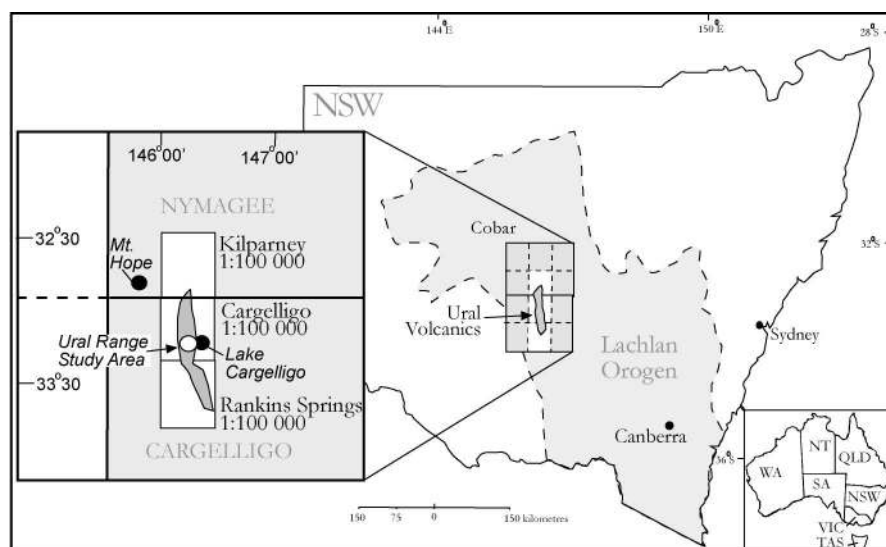 144°E
150°E
28°S
NSW
146°00'
147°00'
NYMAGEE
32°30
Mt.
Hope
Kilparney
1:100 000
Cargelligo
1:100 000
Ural Range
Study Area
Lake
Cargelligo
33°30
Rankins Springs
1:100 000
CARGELLIGO
Cobar
32°S
Ural
Volcanics
Sydney
Lachlan
Orogen
Canberra
36°S
150 75 0 150 kilometres
WA
NT
QLD
SA
NSW
VIC
TAS